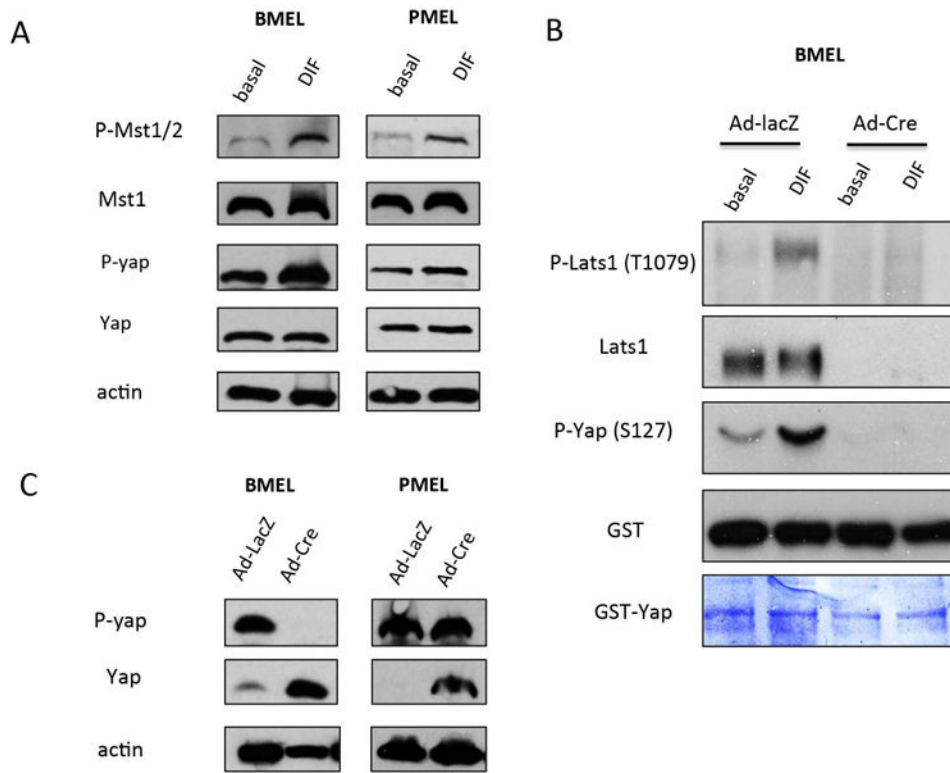 A
BMEL PMEL
basal DIF basal DIF
P-Mst1/2
Mst1
P-yap
Yap
actin
B
BMEL
Ad-lacZ Ad-Cre
basal DIF basal DIF
P-Lats1 (T1079)
Lats1
P-Yap (S127)
GST
GST-Yap
C
BMEL PMEL
Ad-LacZ Ad-Cre Ad-LacZ Ad-Cre
P-yap
Yap
actin